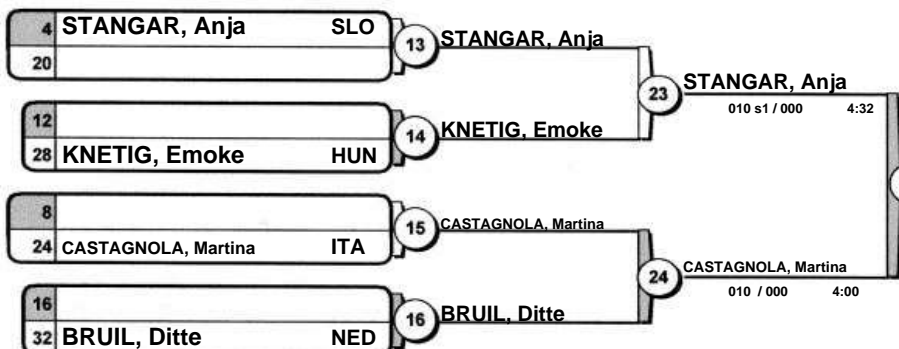 4 STANGAR, Anja SLO
20
13 STANGAR, Anja
12
28 KNETIG, Emoke HUN
14 KNETIG, Emoke
23 STANGAR, Anja
010 s1 / 000 4:32
8
24 CASTAGNOLA, Martina ITA
15 CASTAGNOLA, Martina
16
32 BRUIL, Ditte NED
16 BRUIL, Ditte
24 CASTAGNOLA, Martina
010 / 000 4:00